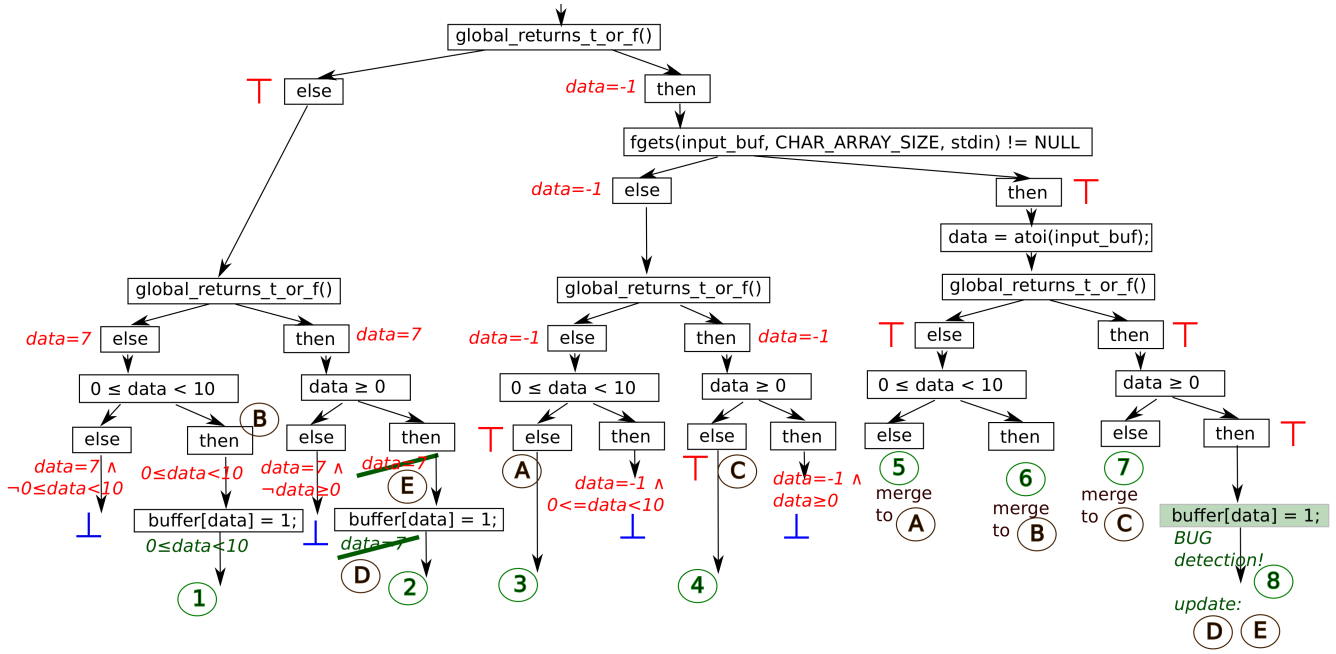 global_returns_t_or_f()
⊤ else
data=-1 then
fgets(input_buf, CHAR_ARRAY_SIZE, stdin) != NULL
data=-1 else
then ⊤
data = atoi(input_buf);
global_returns_t_or_f()
global_returns_t_or_f()
global_returns_t_or_f()
data=7 else
then data=7
data=-1 else
then data=-1
⊤ else
then ⊤
0 ≤ data < 10
data ≥ 0
0 ≤ data < 10
data ≥ 0
0 ≤ data < 10
data ≥ 0
else
then B
else
then
⊤ else
then
else
then
else
then
else
then ⊤
data=7 ∧
¬0≤data<10
⊥
0≤data<10
buffer[data] = 1;
0≤data<10
1
data=7 ∧
¬data≥0
⊥
data=7
E
buffer[data] = 1;
data=7
D
2
A
3
data=-1 ∧
0<=data<10
⊥
⊤ C
4
data=-1 ∧
data≥0
⊥
5
merge
to A
6
merge
to B
7
merge
to C
buffer[data] = 1;
BUG
detection!
8
update:
D E